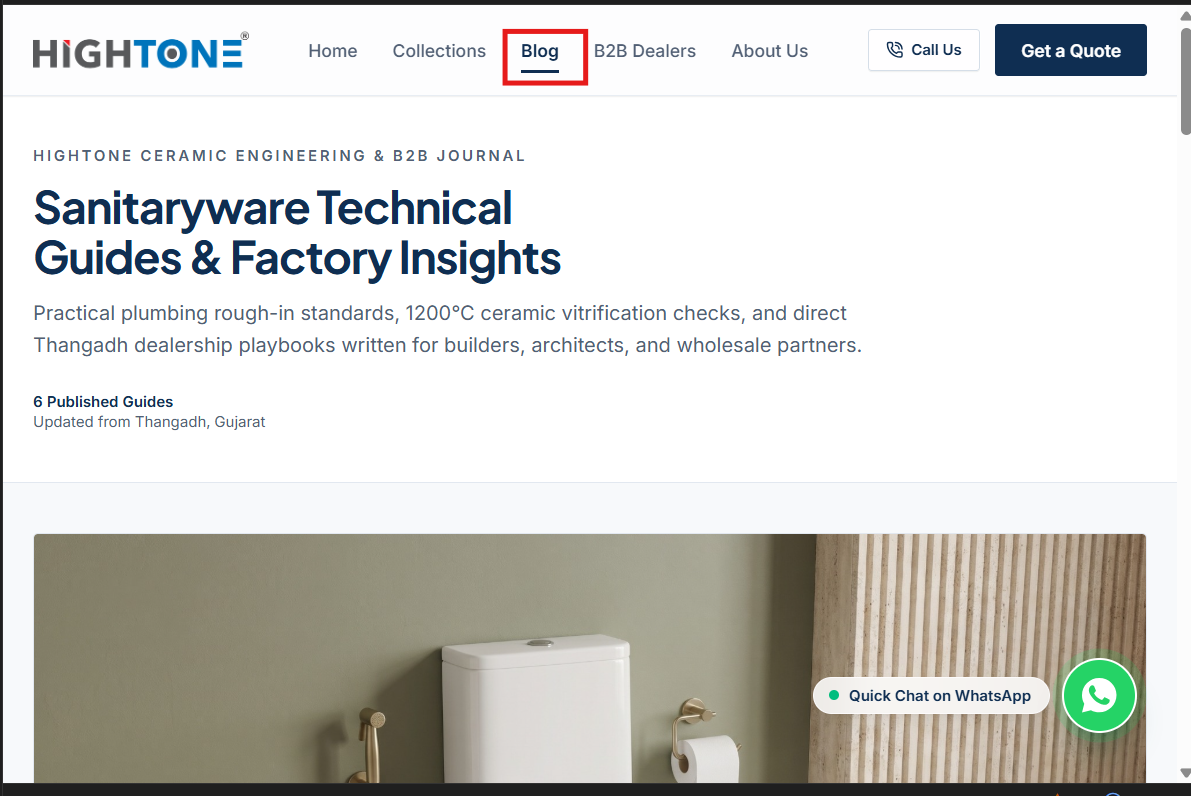 HIGHTONE®
Home
Collections
Blog
B2B Dealers
About Us
Call Us
Get a Quote
HIGHTONE CERAMIC ENGINEERING & B2B JOURNAL
Sanitaryware Technical
Guides & Factory Insights
Practical plumbing rough-in standards, 1200°C ceramic vitrification checks, and direct
Thangadh dealership playbooks written for builders, architects, and wholesale partners.
6 Published Guides
Updated from Thangadh, Gujarat
Quick Chat on WhatsApp